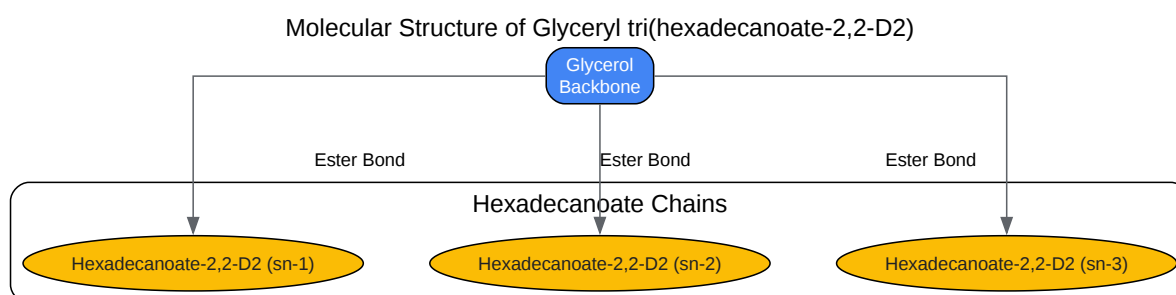 Molecular Structure of Glyceryl tri(hexadecanoate-2,2-D2)
Glycerol
Backbone
Ester Bond
Ester Bond
Ester Bond
Hexadecanoate Chains
Hexadecanoate-2,2-D2 (sn-1)
Hexadecanoate-2,2-D2 (sn-2)
Hexadecanoate-2,2-D2 (sn-3)